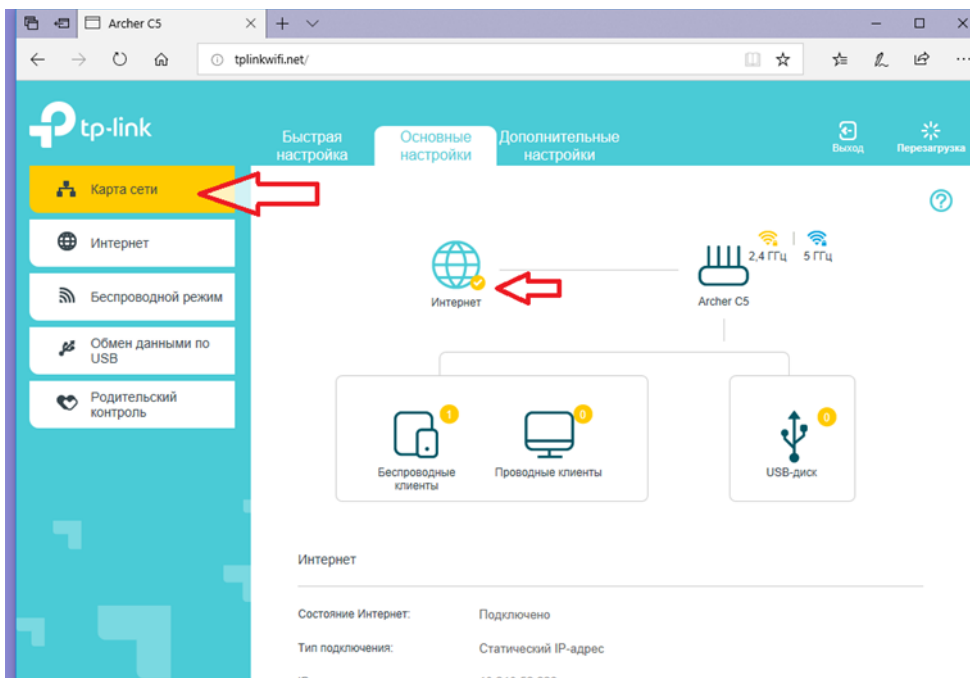 Archer C5
tplinkwifi.net/
tp-link
Быстрая
настройка
Основные
настройки
Дополнительные
настройки
Выход
Перезагрузка
Карта сети
Интернет
Беспроводной режим
Обмен данными по
USB
Родительский
контроль
Интернет
2,4 ГГц
5 ГГц
Archer C5
1
0
0
Беспроводные
клиенты
Проводные клиенты
USB-диск
Интернет
Состояние Интернет:
Подключено
Тип подключения:
Статический IP-адрес